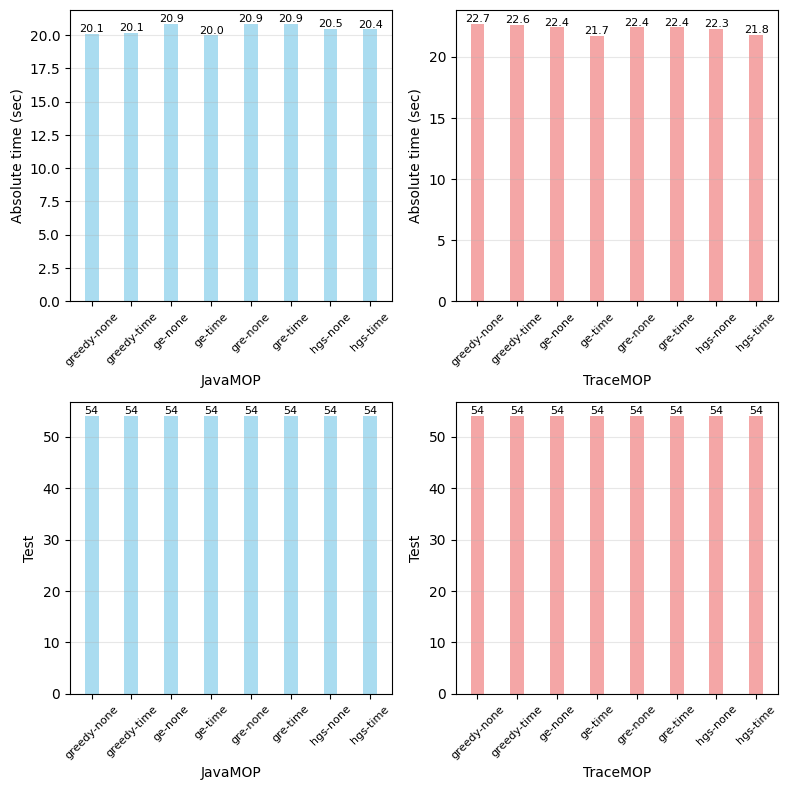 20.1 20.1 20.9 20.0 20.9 20.9 20.5 20.4
20.0
17.5
15.0
12.5
10.0
7.5
5.0
2.5
0.0
Absolute time (sec)
greedy-none greedy-time ge-none ge-time gre-none gre-time hgs-none hgs-time
JavaMOP
22.7 22.6 22.4 21.7 22.4 22.4 22.3 21.8
20
15
10
5
0
Absolute time (sec)
greedy-none greedy-time ge-none ge-time gre-none gre-time hgs-none hgs-time
TraceMOP
54 54 54 54 54 54 54 54
50
40
30
20
10
0
Test
greedy-none greedy-time ge-none ge-time gre-none gre-time hgs-none hgs-time
JavaMOP
54 54 54 54 54 54 54 54
50
40
30
20
10
0
Test
greedy-none greedy-time ge-none ge-time gre-none gre-time hgs-none hgs-time
TraceMOP